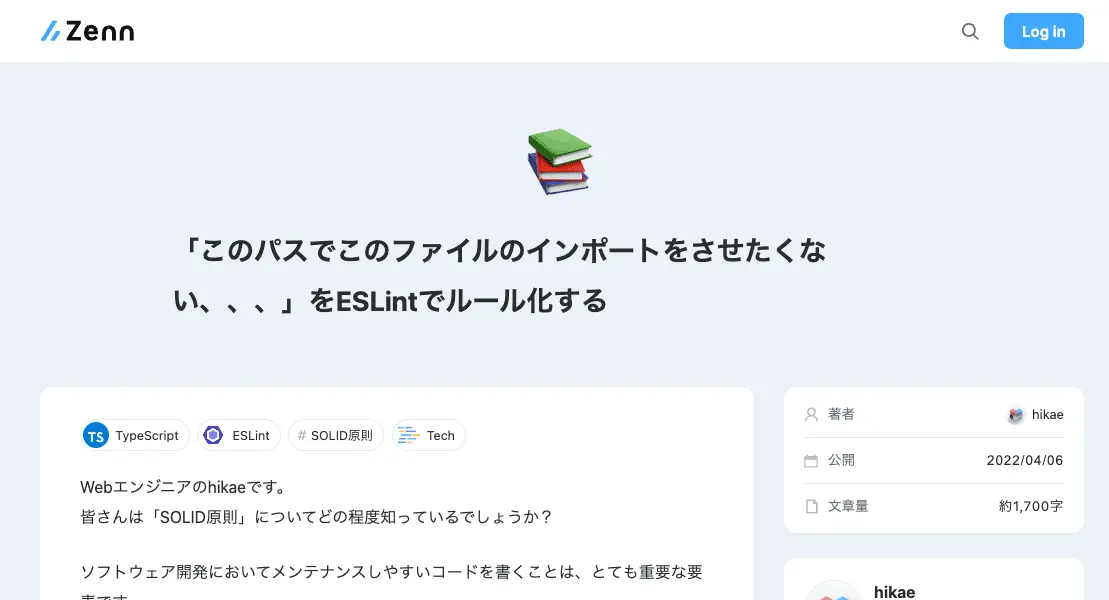 Zenn
Log in
「このパスでこのファイルのインポートをさせたくな
い、、、」をESLintでルール化する
TS TypeScript
ESLint
# SOLID原則
Tech
Webエンジニアのhikaeです。
皆さんは「SOLID原則」についてどの程度知っているでしょうか？
ソフトウェア開発においてメンテナンスしやすいコードを書くことは、とても重要な要
素です
著者 hikae
公開 2022/04/06
文章量 約1,700字
hikae